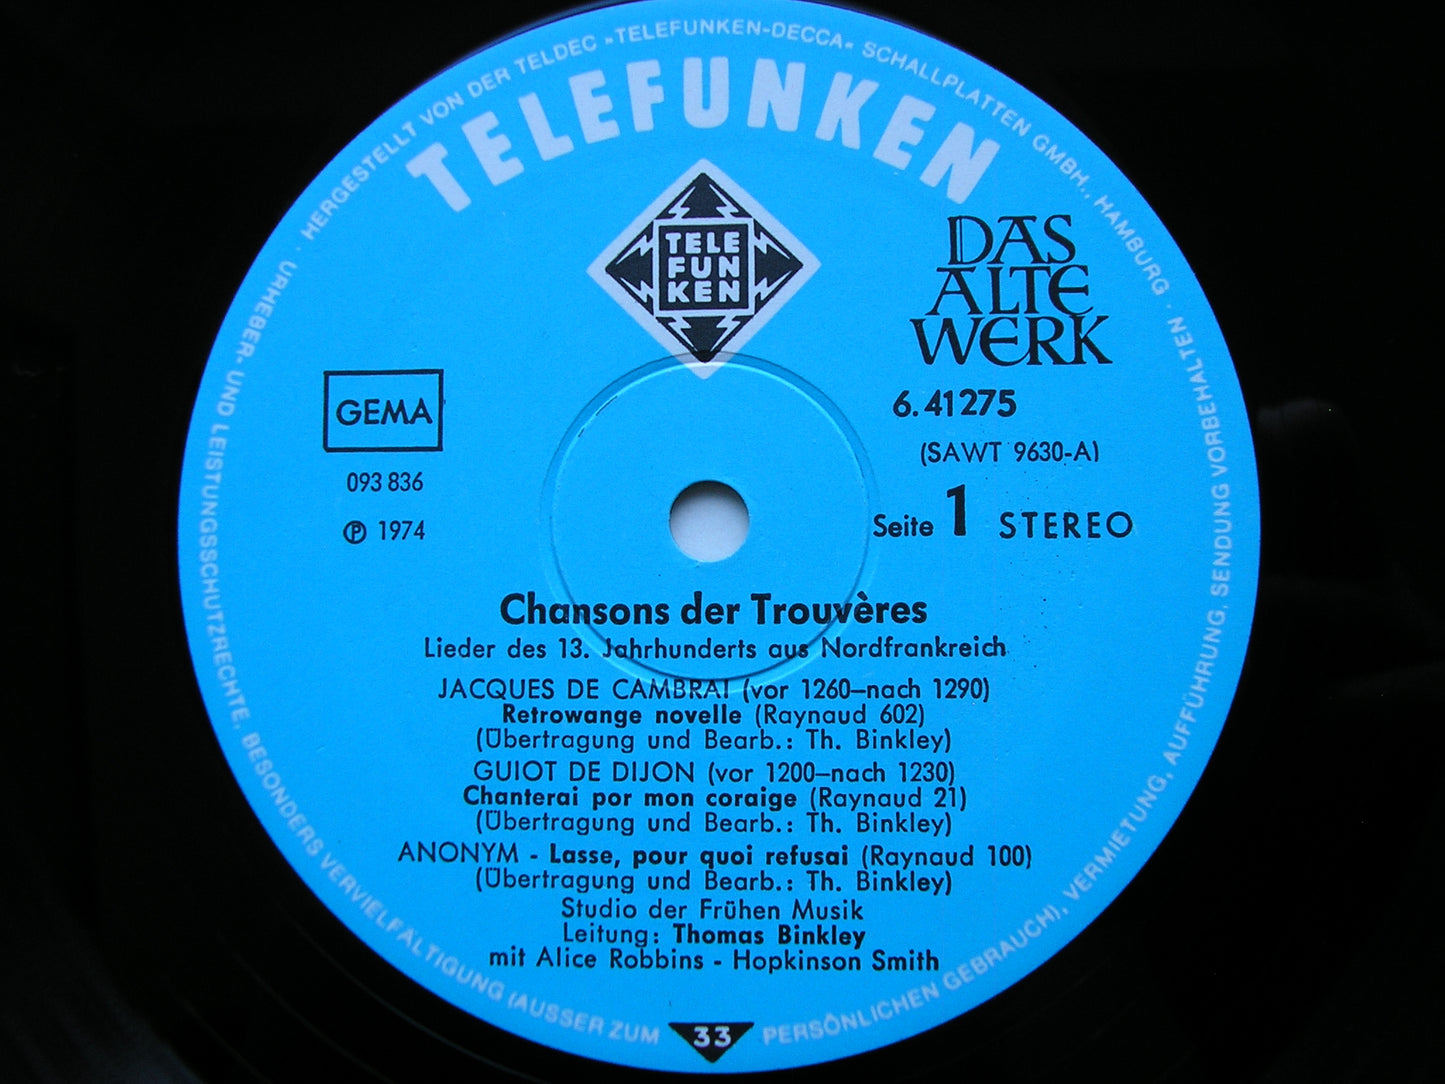 HERGESTELLT VON DER TELDEC »TELEFUNKEN-DECCA« SCHALLPLATTEN GMBH., HAMBURG · URHEBER- UND LEISTUNGSSCHUTZRECHTE, BESONDERS VERVIELFÄLTIGUNG (AUSSER ZUM PERSÖNLICHEN GEBRAUCH), VERMIETUNG, AUFFÜHRUNG, SENDUNG VORBEHALTEN ·
TELEFUNKEN
TELE
FUN
KEN
DAS
ALTE
WERK
GEMA
093 836
℗ 1974
6.41275
(SAWT 9630-A)
Seite 1 STEREO
Chansons der Trouvères
Lieder des 13. Jahrhunderts aus Nordfrankreich
JACQUES DE CAMBRAI (vor 1260–nach 1290)
Retrowange novelle (Raynaud 602)
(Übertragung und Bearb.: Th. Binkley)
GUIOT DE DIJON (vor 1200–nach 1230)
Chanterai por mon coraige (Raynaud 21)
(Übertragung und Bearb.: Th. Binkley)
ANONYM - Lasse, pour quoi refusai (Raynaud 100)
(Übertragung und Bearb.: Th. Binkley)
Studio der Frühen Musik
Leitung: Thomas Binkley
mit Alice Robbins - Hopkinson Smith
33